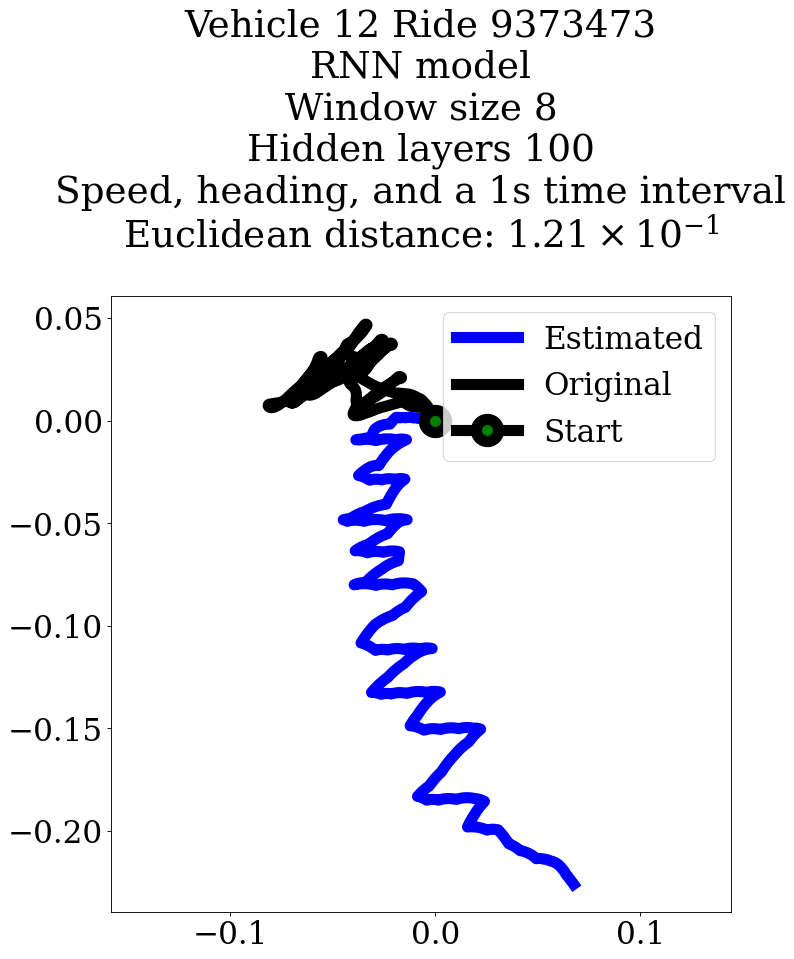 Vehicle 12 Ride 9373473
RNN model
Window size 8
Hidden layers 100
Speed, heading, and a 1s time interval
Euclidean distance: 1.21 × 10⁻¹
0.05
0.00
−0.05
−0.10
−0.15
−0.20
Estimated
Original
Start
−0.1
0.0
0.1